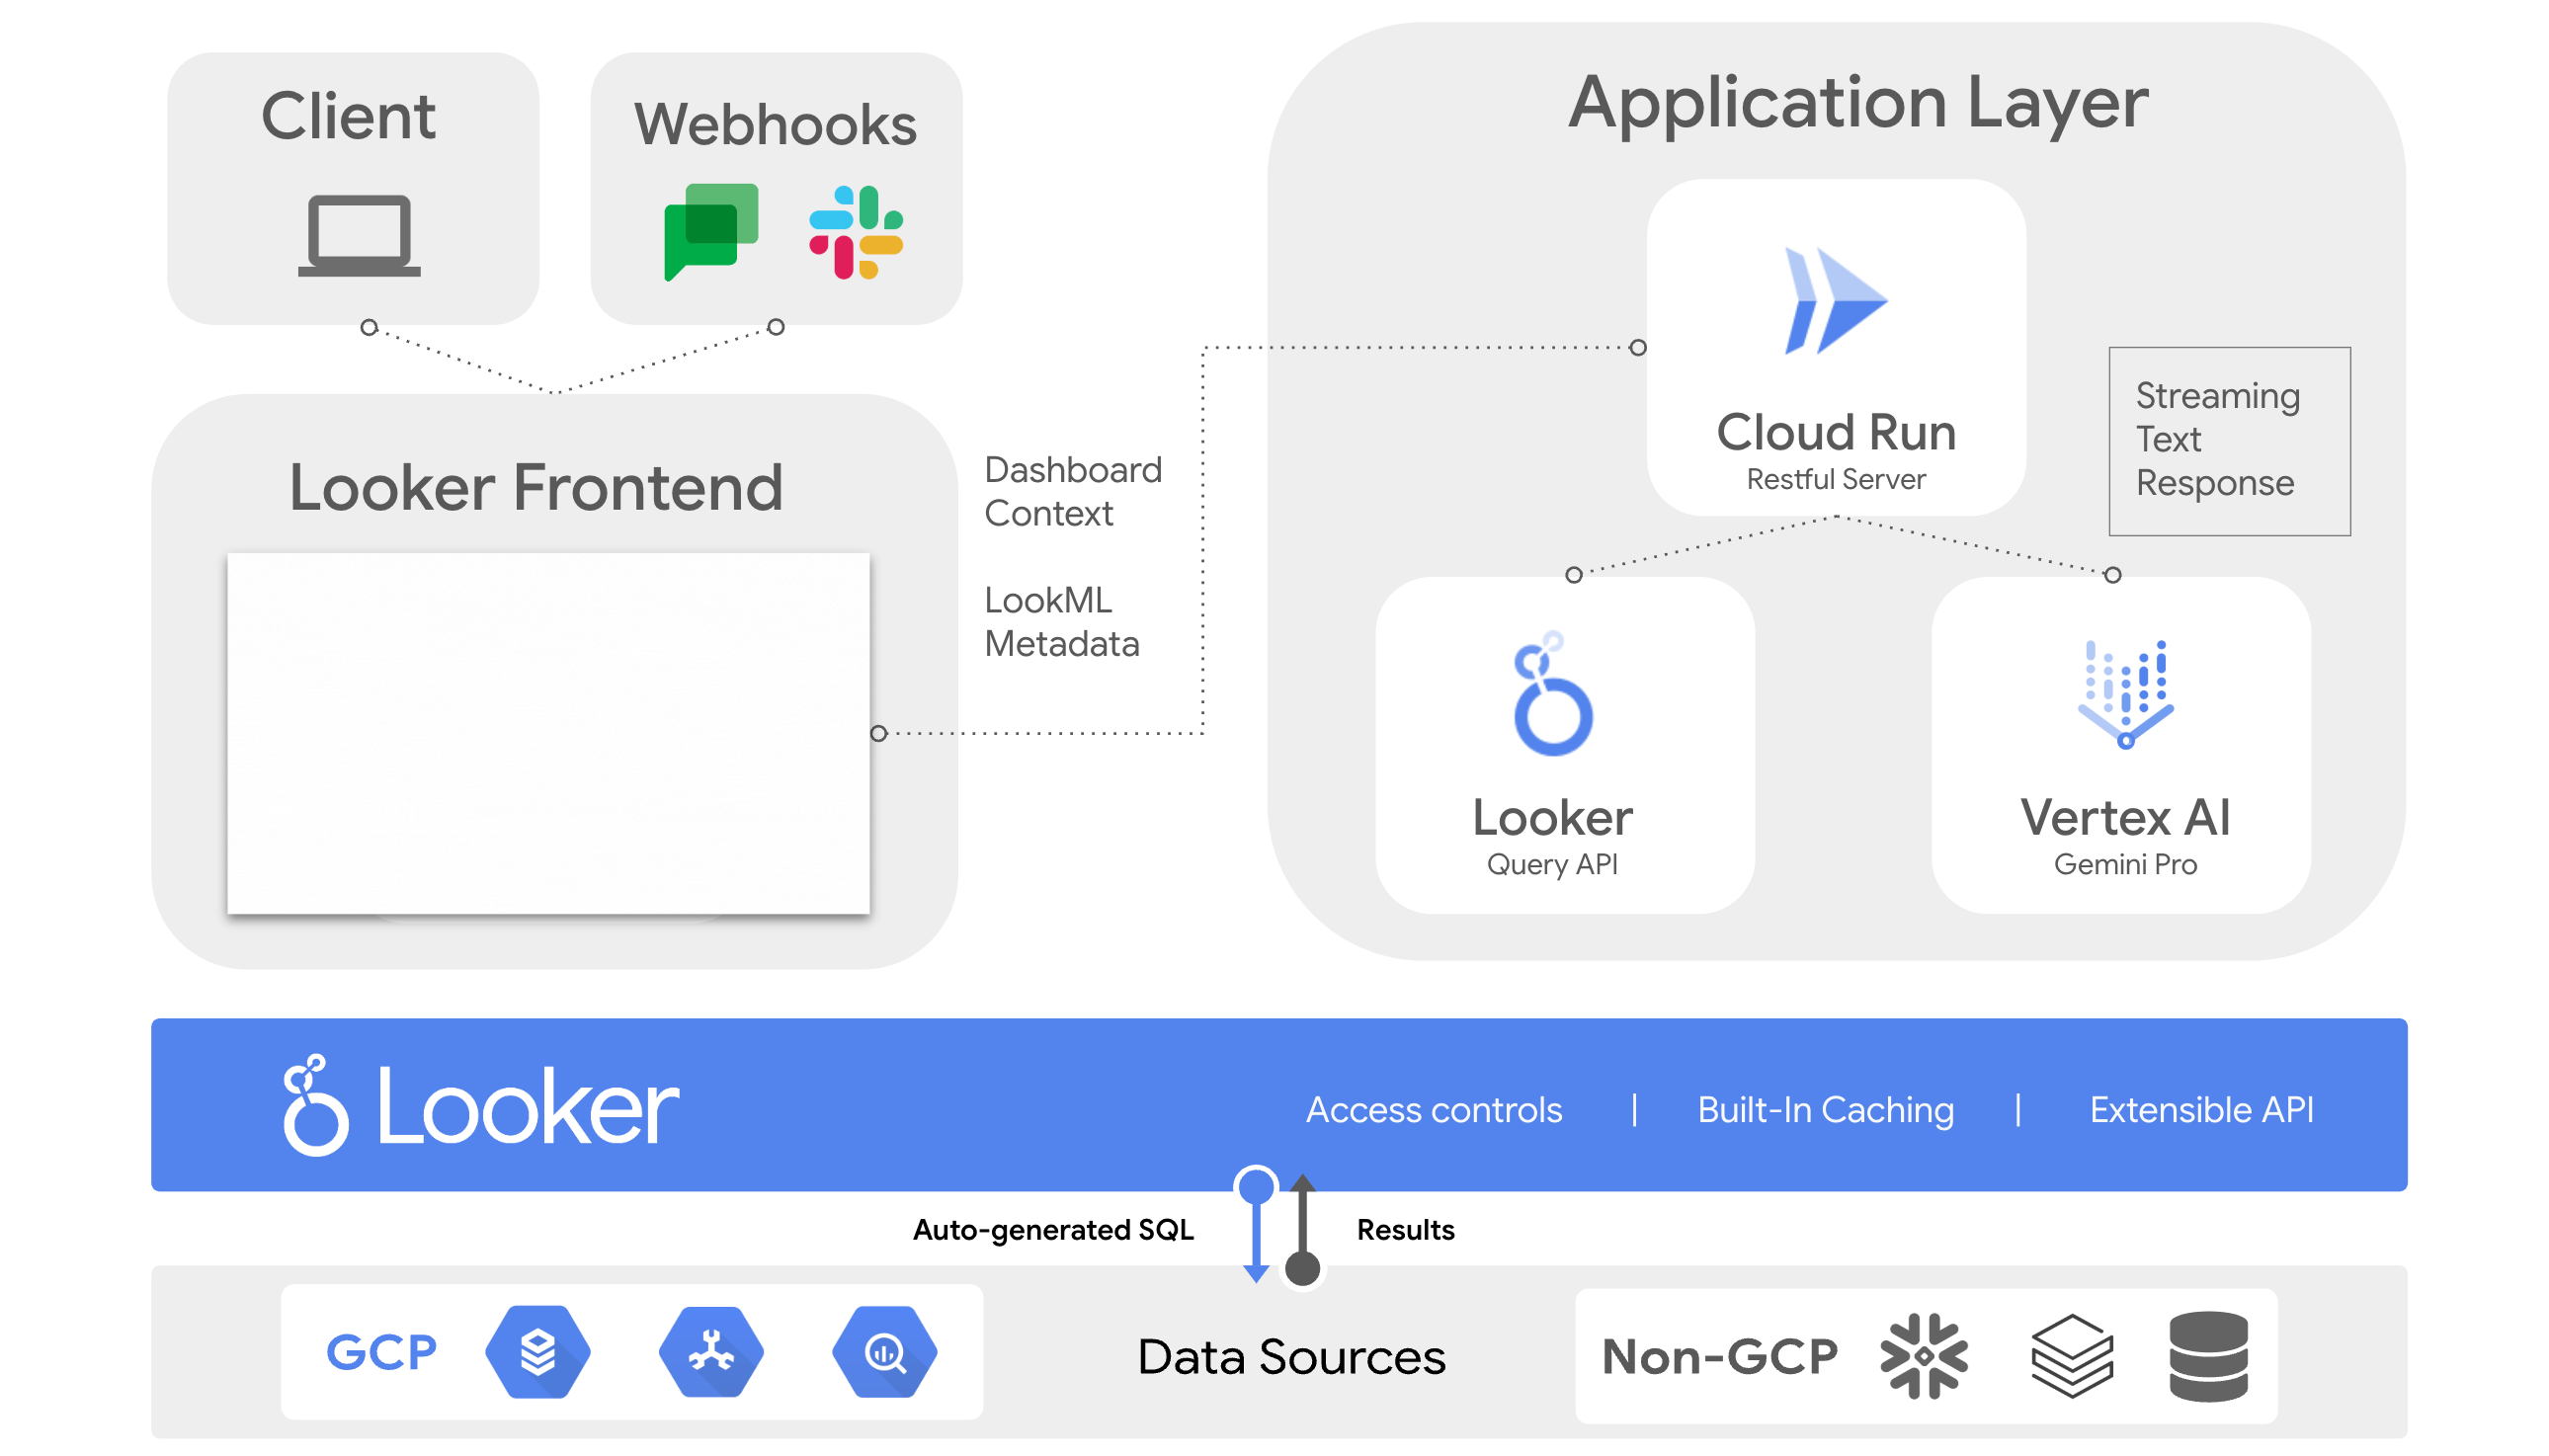 Client
Webhooks
Application Layer
Cloud Run
Restful Server
Streaming
Text
Response
Looker Frontend
Dashboard
Context
LookML
Metadata
Looker
Query API
Vertex AI
Gemini Pro
Looker
Access controls | Built-In Caching | Extensible API
Auto-generated SQL
Results
GCP
Data Sources
Non-GCP